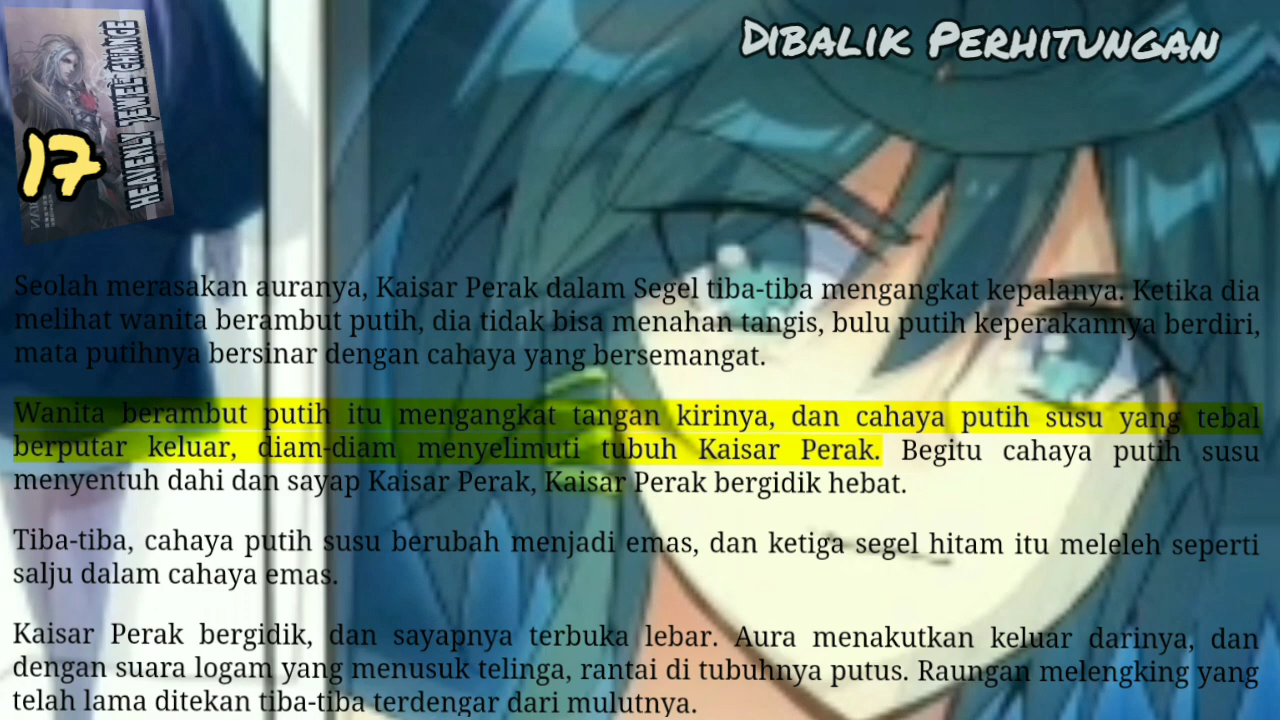 HEAVENLY JEWEL CHANGE
17
DIBALIK PERHITUNGAN
Seolah merasakan auranya, Kaisar Perak dalam Segel tiba-tiba mengangkat kepalanya. Ketika dia
melihat wanita berambut putih, dia tidak bisa menahan tangis, bulu putih keperakannya berdiri,
mata putihnya bersinar dengan cahaya yang bersemangat.
Wanita berambut putih itu mengangkat tangan kirinya, dan cahaya putih susu yang tebal
berputar keluar, diam-diam menyelimuti tubuh Kaisar Perak. Begitu cahaya putih susu
menyentuh dahi dan sayap Kaisar Perak, Kaisar Perak bergidik hebat.
Tiba-tiba, cahaya putih susu berubah menjadi emas, dan ketiga segel hitam itu meleleh seperti
salju dalam cahaya emas.
Kaisar Perak bergidik, dan sayapnya terbuka lebar. Aura menakutkan keluar darinya, dan
dengan suara logam yang menusuk telinga, rantai di tubuhnya putus. Raungan melengking yang
telah lama ditekan tiba-tiba terdengar dari mulutnya.